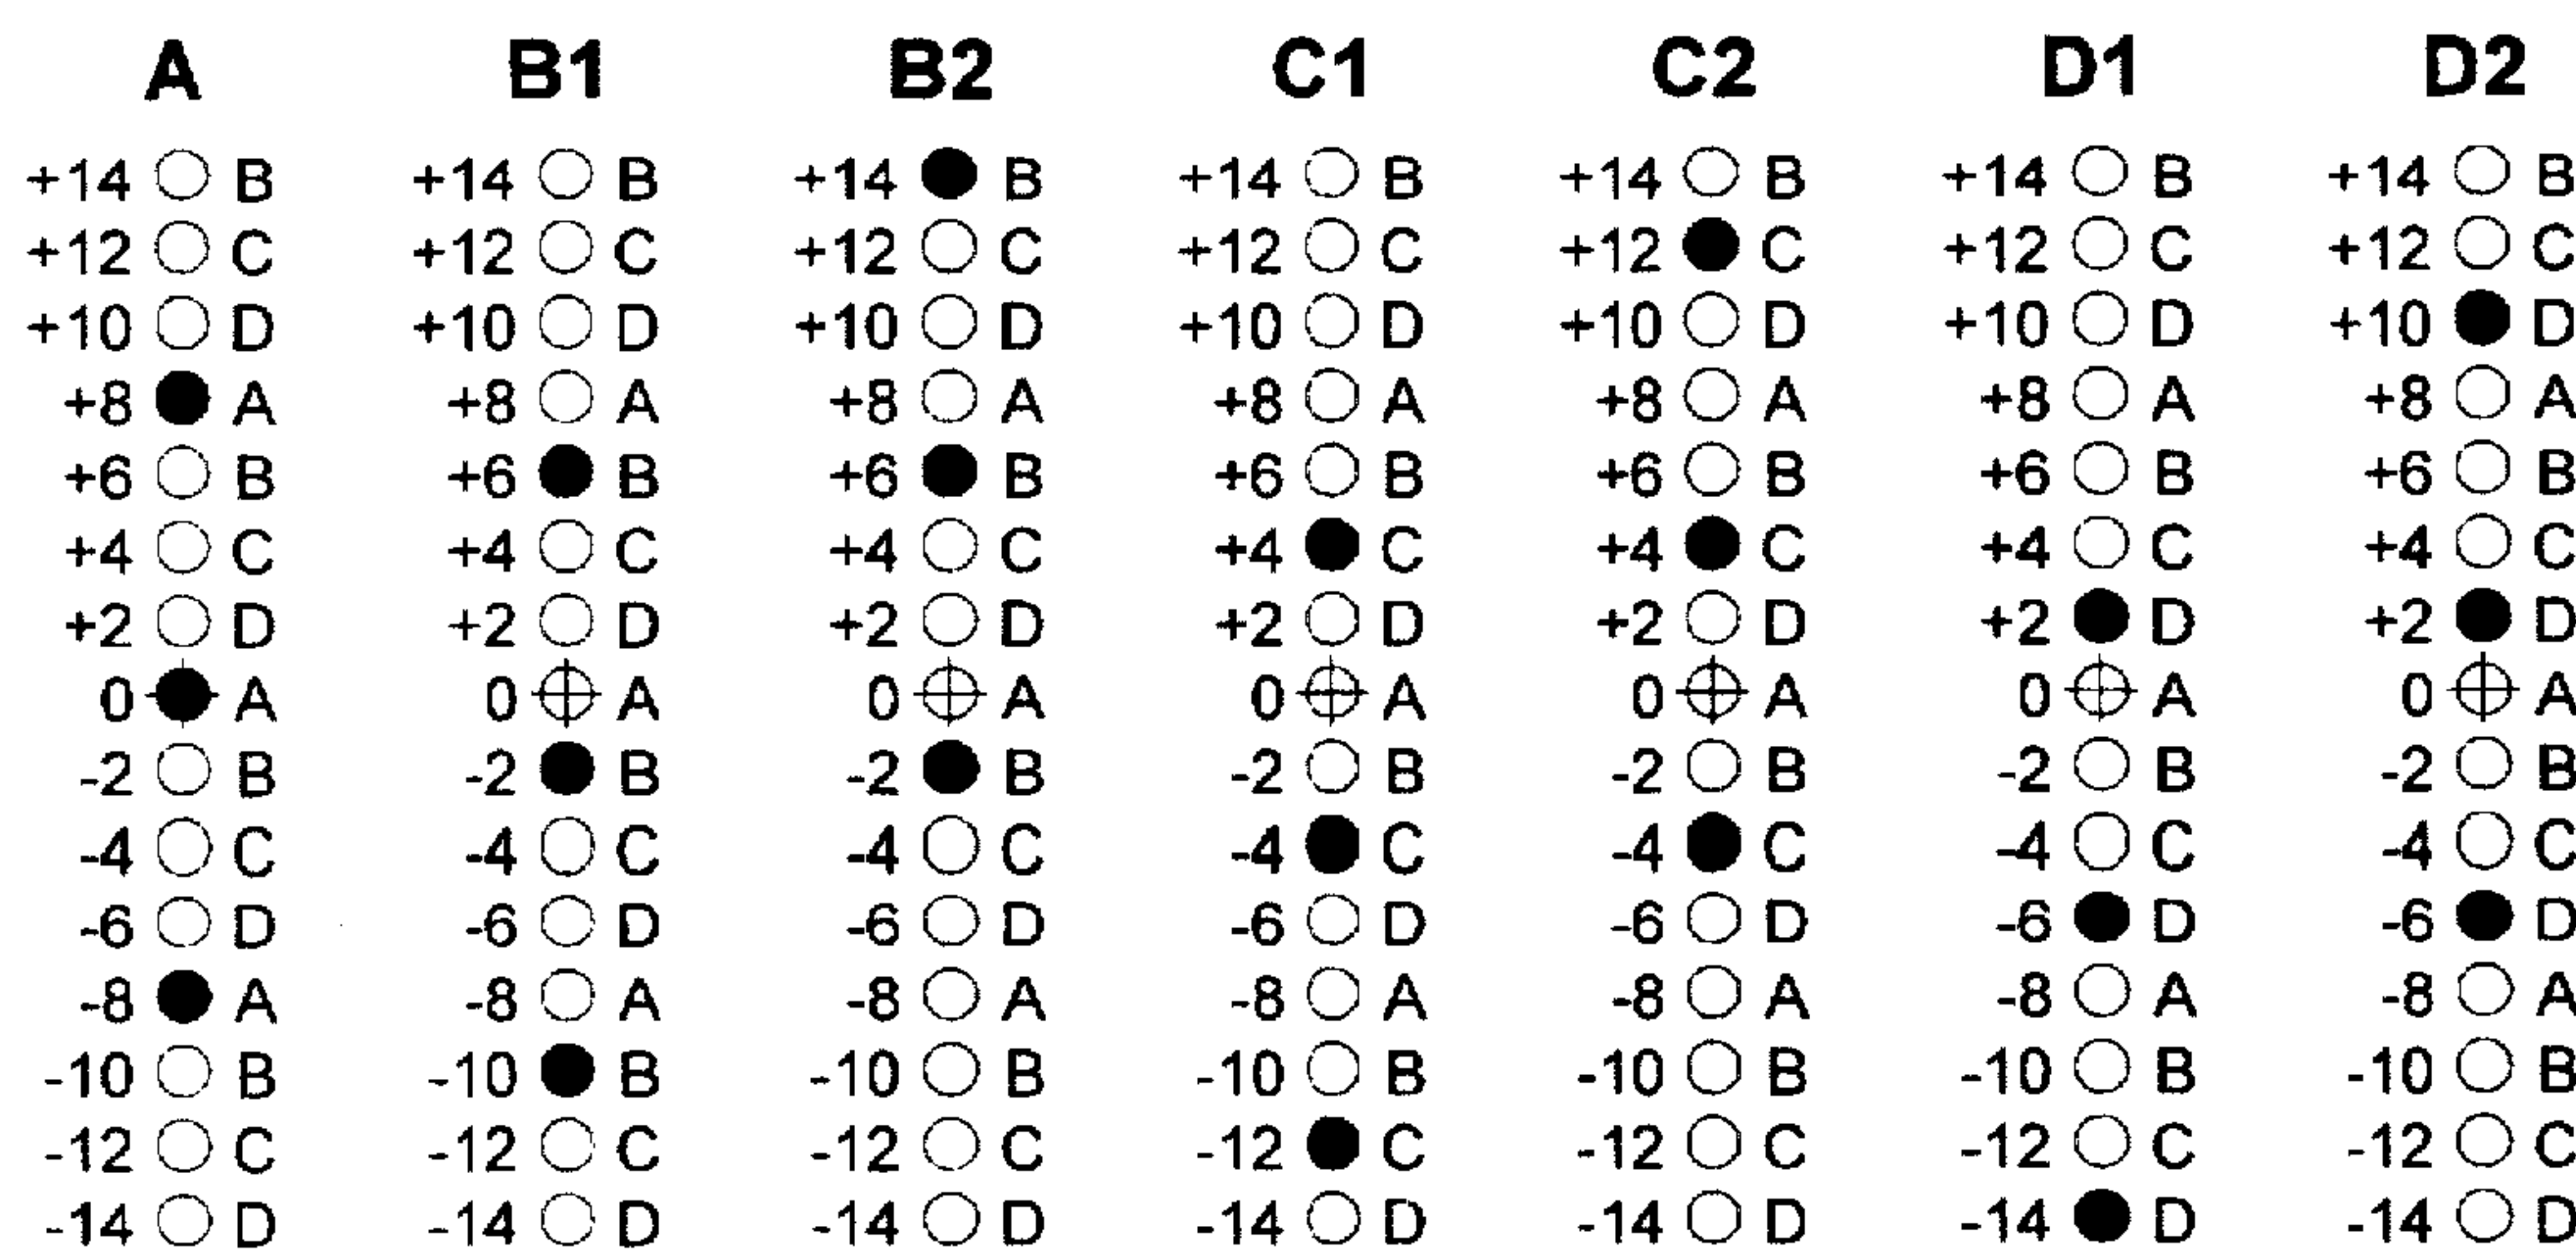 A B1 B2 C1 C2 D1 D2
+14 B +14 B +14 B +14 B +14 B +14 B +14 B
+12 C +12 C +12 C +12 C +12 C +12 C +12 C
+10 D +10 D +10 D +10 D +10 D +10 D +10 D
+8 A +8 A +8 A +8 A +8 A +8 A +8 A
+6 B +6 B +6 B +6 B +6 B +6 B +6 B
+4 C +4 C +4 C +4 C +4 C +4 C +4 C
+2 D +2 D +2 D +2 D +2 D +2 D +2 D
0 A 0 A 0 A 0 A 0 A 0 A 0 A
-2 B -2 B -2 B -2 B -2 B -2 B -2 B
-4 C -4 C -4 C -4 C -4 C -4 C -4 C
-6 D -6 D -6 D -6 D -6 D -6 D -6 D
-8 A -8 A -8 A -8 A -8 A -8 A -8 A
-10 B -10 B -10 B -10 B -10 B -10 B -10 B
-12 C -12 C -12 C -12 C -12 C -12 C -12 C
-14 D -14 D -14 D -14 D -14 D -14 D -14 D